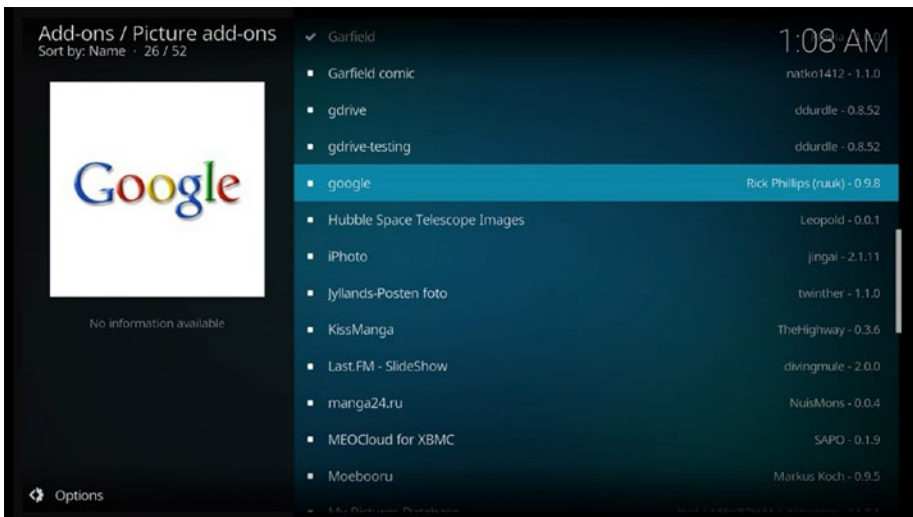 Add-ons / Picture add-ons
Sort by: Name · 26 / 52
1:08 AM
Google
No information available
Garfield
Garfield comic natko1412 - 1.1.0
gdrive ddurdle - 0.8.52
gdrive-testing ddurdle - 0.8.52
google Rick Phillips (ruuk) - 0.9.8
Hubble Space Telescope Images Leopold - 0.0.1
iPhoto jingai - 2.1.11
Jyllands-Posten foto twinther - 1.1.0
KissManga TheHighway - 0.3.6
Last.FM - SlideShow divingmule - 2.0.0
manga24.ru NuisMons - 0.0.4
MEOCloud for XBMC SAPO - 0.1.9
Moebooru Markus Koch - 0.9.5
My Pictures Database
Options